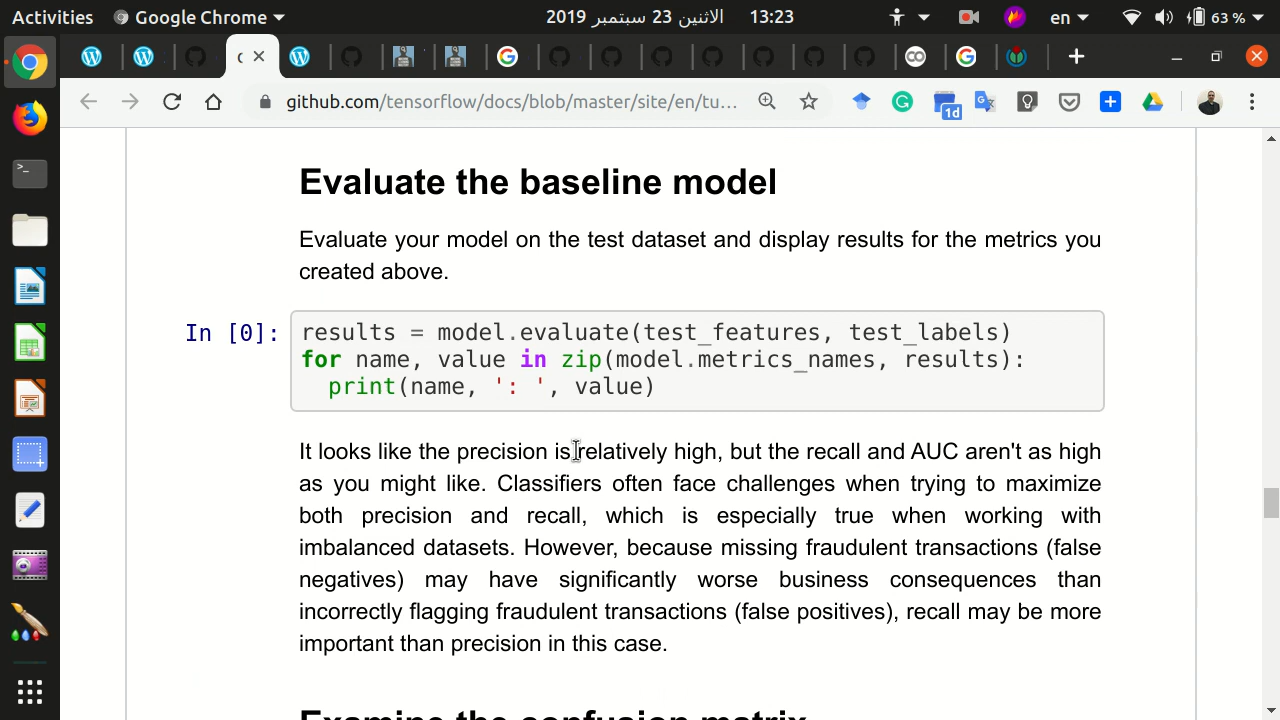 Activities Google Chrome 2019 الاثنين 23 سبتمبر 13:23 en 63 %
github.com/tensorflow/docs/blob/master/site/en/tu... 1d
Evaluate the baseline model
Evaluate your model on the test dataset and display results for the metrics you
created above.
In [0]: results = model.evaluate(test_features, test_labels)
for name, value in zip(model.metrics_names, results):
print(name, ': ', value)
It looks like the precision is relatively high, but the recall and AUC aren't as high
as you might like. Classifiers often face challenges when trying to maximize
both precision and recall, which is especially true when working with
imbalanced datasets. However, because missing fraudulent transactions (false
negatives) may have significantly worse business consequences than
incorrectly flagging fraudulent transactions (false positives), recall may be more
important than precision in this case.
Examine the confusion matrix